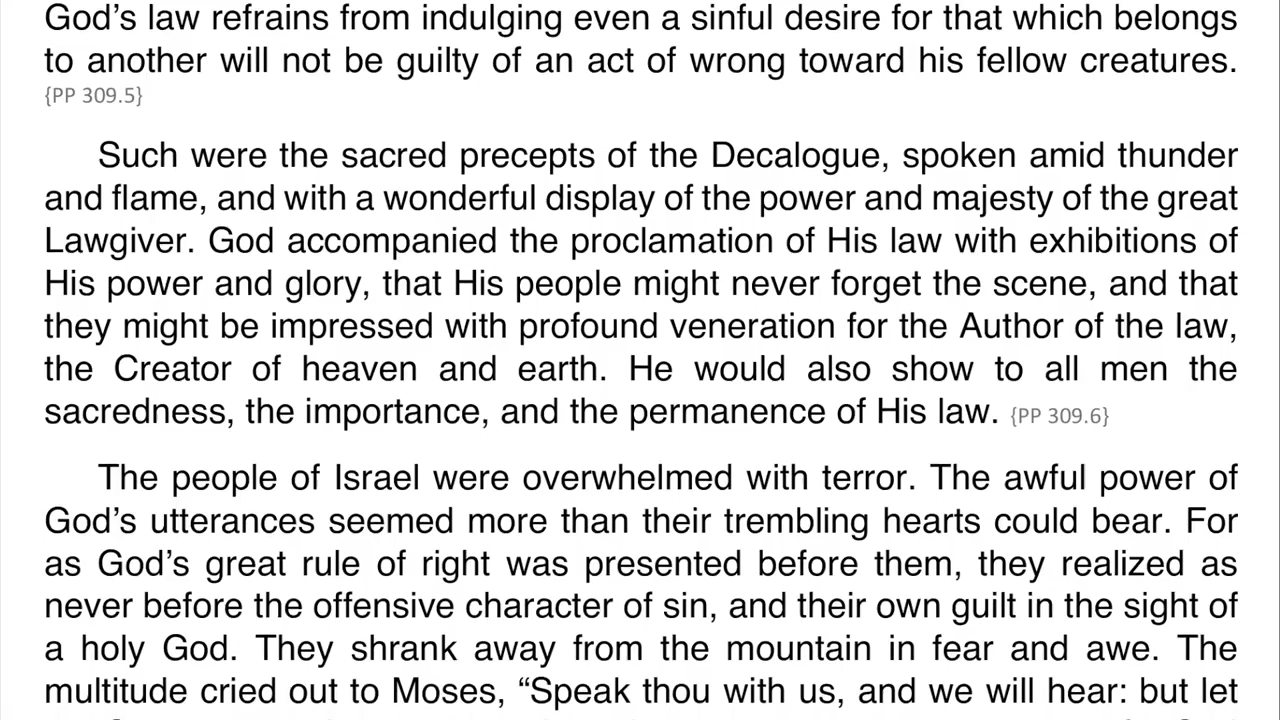 God’s law refrains from indulging even a sinful desire for that which belongs
to another will not be guilty of an act of wrong toward his fellow creatures.
{PP 309.5}
Such were the sacred precepts of the Decalogue, spoken amid thunder
and flame, and with a wonderful display of the power and majesty of the great
Lawgiver. God accompanied the proclamation of His law with exhibitions of
His power and glory, that His people might never forget the scene, and that
they might be impressed with profound veneration for the Author of the law,
the Creator of heaven and earth. He would also show to all men the
sacredness, the importance, and the permanence of His law. {PP 309.6}
The people of Israel were overwhelmed with terror. The awful power of
God’s utterances seemed more than their trembling hearts could bear. For
as God’s great rule of right was presented before them, they realized as
never before the offensive character of sin, and their own guilt in the sight of
a holy God. They shrank away from the mountain in fear and awe. The
multitude cried out to Moses, “Speak thou with us, and we will hear: but let